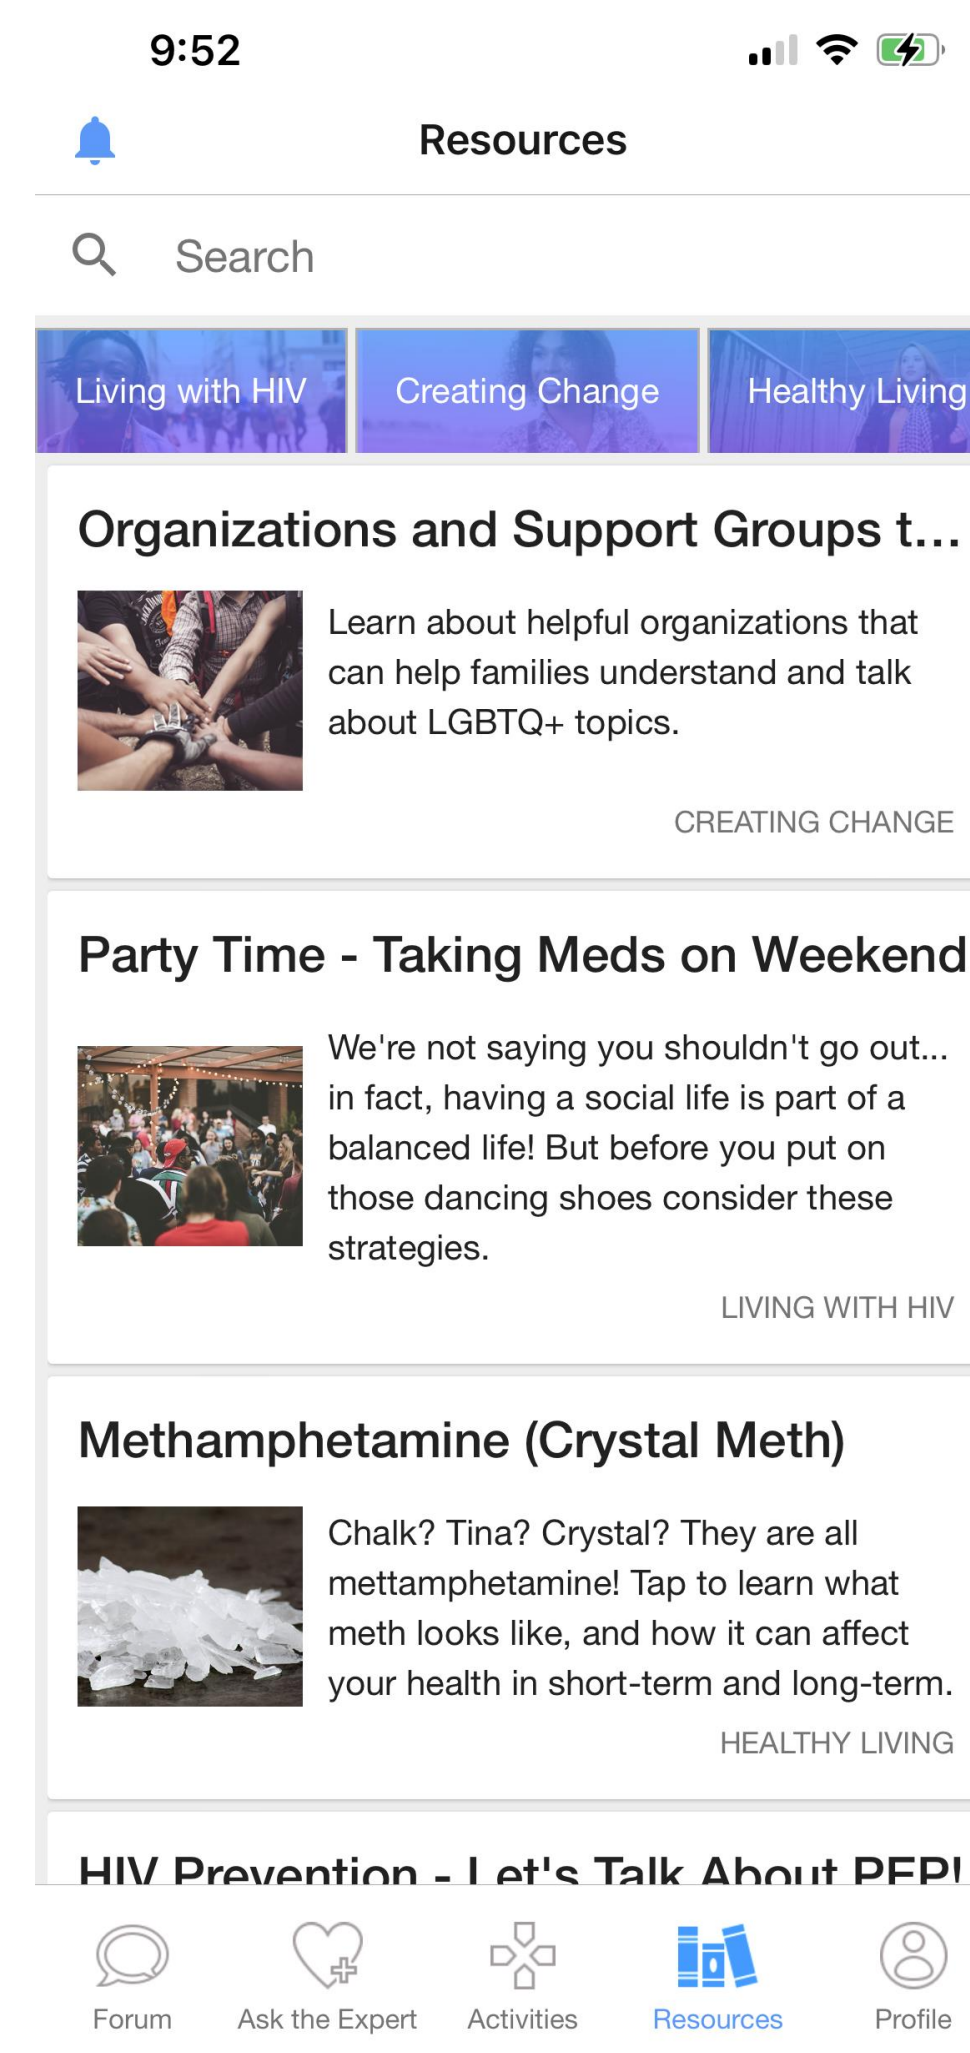 9:52
Resources
Search
Living with HIV
Creating Change
Healthy Living
Organizations and Support Groups t...
Learn about helpful organizations that
can help families understand and talk
about LGBTQ+ topics.
CREATING CHANGE
Party Time - Taking Meds on Weekend
We're not saying you shouldn't go out...
in fact, having a social life is part of a
balanced life! But before you put on
those dancing shoes consider these
strategies.
LIVING WITH HIV
Methamphetamine (Crystal Meth)
Chalk? Tina? Crystal? They are all
mettamphetamine! Tap to learn what
meth looks like, and how it can affect
your health in short-term and long-term.
HEALTHY LIVING
HIV Prevention - Let's Talk About PEP!
Forum
Ask the Expert
Activities
Resources
Profile